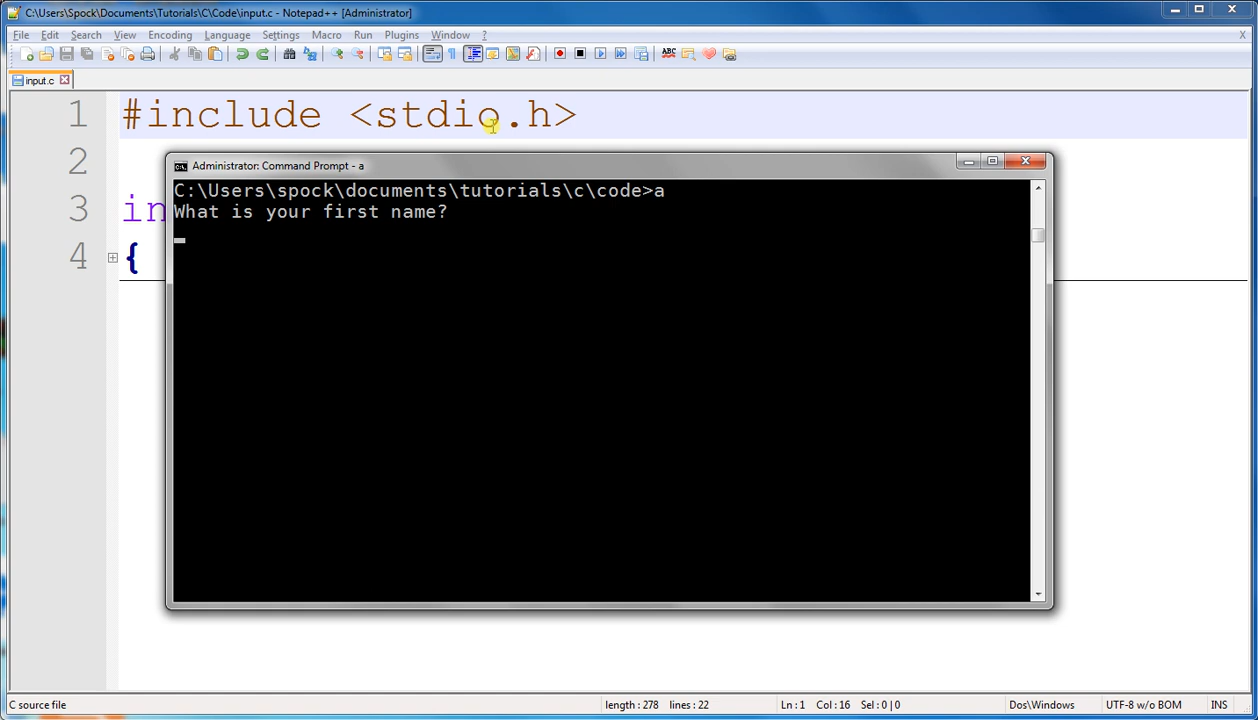 C:\Users\Spock\Documents\Tutorials\C\Code\input.c - Notepad++ [Administrator]
File Edit Search View Encoding Language Settings Macro Run Plugins Window ? X
input.c
1 #include <stdio.h>
2
3 in
4 {
Administrator: Command Prompt - a
C:\Users\spock\documents\tutorials\c\code>a
What is your first name?
C source file length : 278 lines : 22 Ln : 1 Col : 16 Sel : 0 | 0 Dos\Windows UTF-8 w/o BOM INS